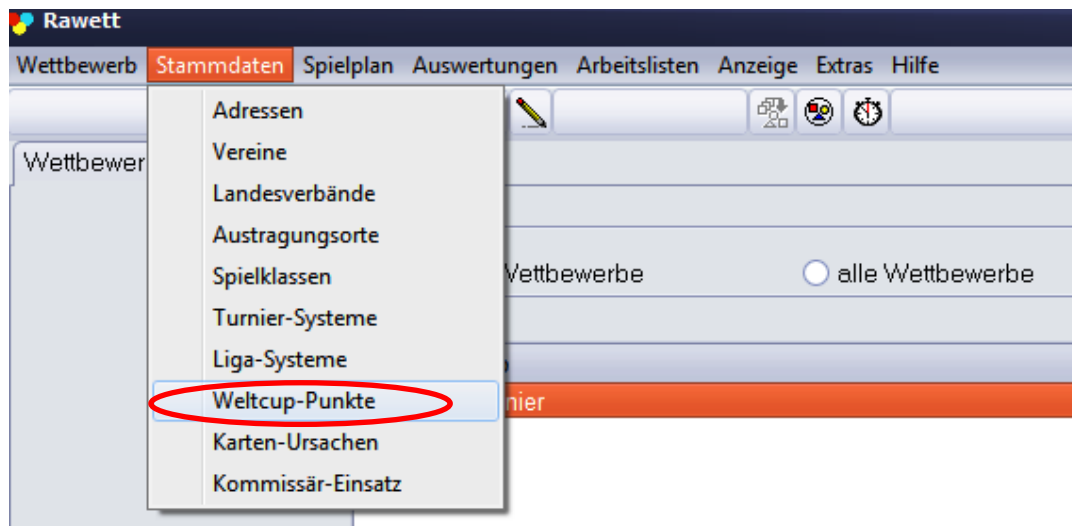 Rawett
Wettbewerb Stammdaten Spielplan Auswertungen Arbeitslisten Anzeige Extras Hilfe
Adressen
Vereine
Wettbewer
Landesverbände
Austragungsorte
Spielklassen
Wettbewerbe alle Wettbewerbe
Turnier-Systeme
Liga-Systeme
Weltcup-Punkte
nier
Karten-Ursachen
Kommissär-Einsatz